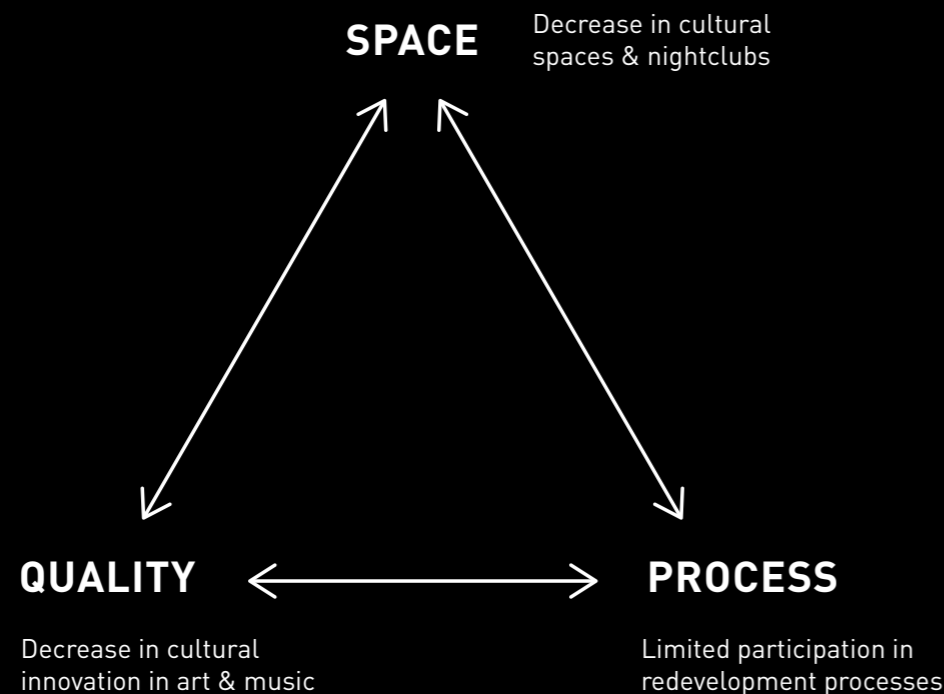 SPACE
Decrease in cultural
spaces & nightclubs
QUALITY
Decrease in cultural
innovation in art & music
PROCESS
Limited participation in
redevelopment processes